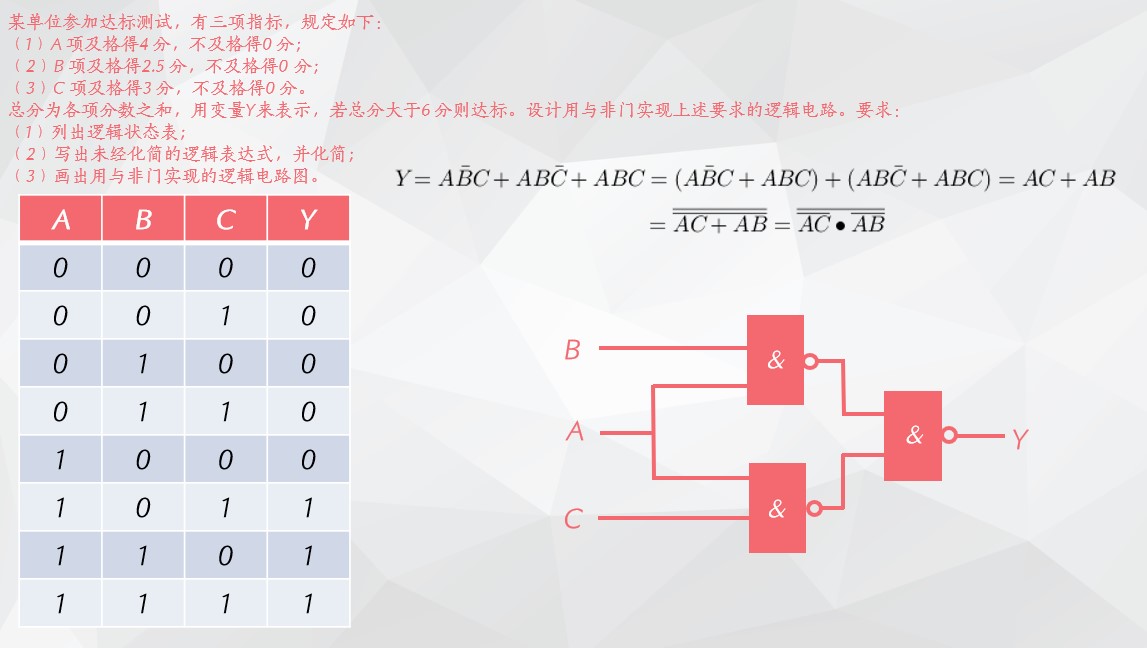 某单位参加达标测试，有三项指标，规定如下：
（1）A 项及格得4 分，不及格得0 分；
（2）B 项及格得2.5 分，不及格得0 分；
（3）C 项及格得3 分，不及格得0 分。
总分为各项分数之和，用变量Y来表示，若总分大于6 分则达标。设计用与非门实现上述要求的逻辑电路。要求：
（1）列出逻辑状态表；
（2）写出未经化简的逻辑表达式，并化简；
（3）画出用与非门实现的逻辑电路图。
Y = AB̄C + ABC̄ + ABC = (AB̄C + ABC) + (ABC̄ + ABC) = AC + AB
= \overline{\overline{AC + AB}} = \overline{\overline{AC} • \overline{AB}}
A B C Y
0 0 0 0
0 0 1 0
0 1 0 0
0 1 1 0
1 0 0 0
1 0 1 1
1 1 0 1
1 1 1 1
B
&
A
&
Y
C
&